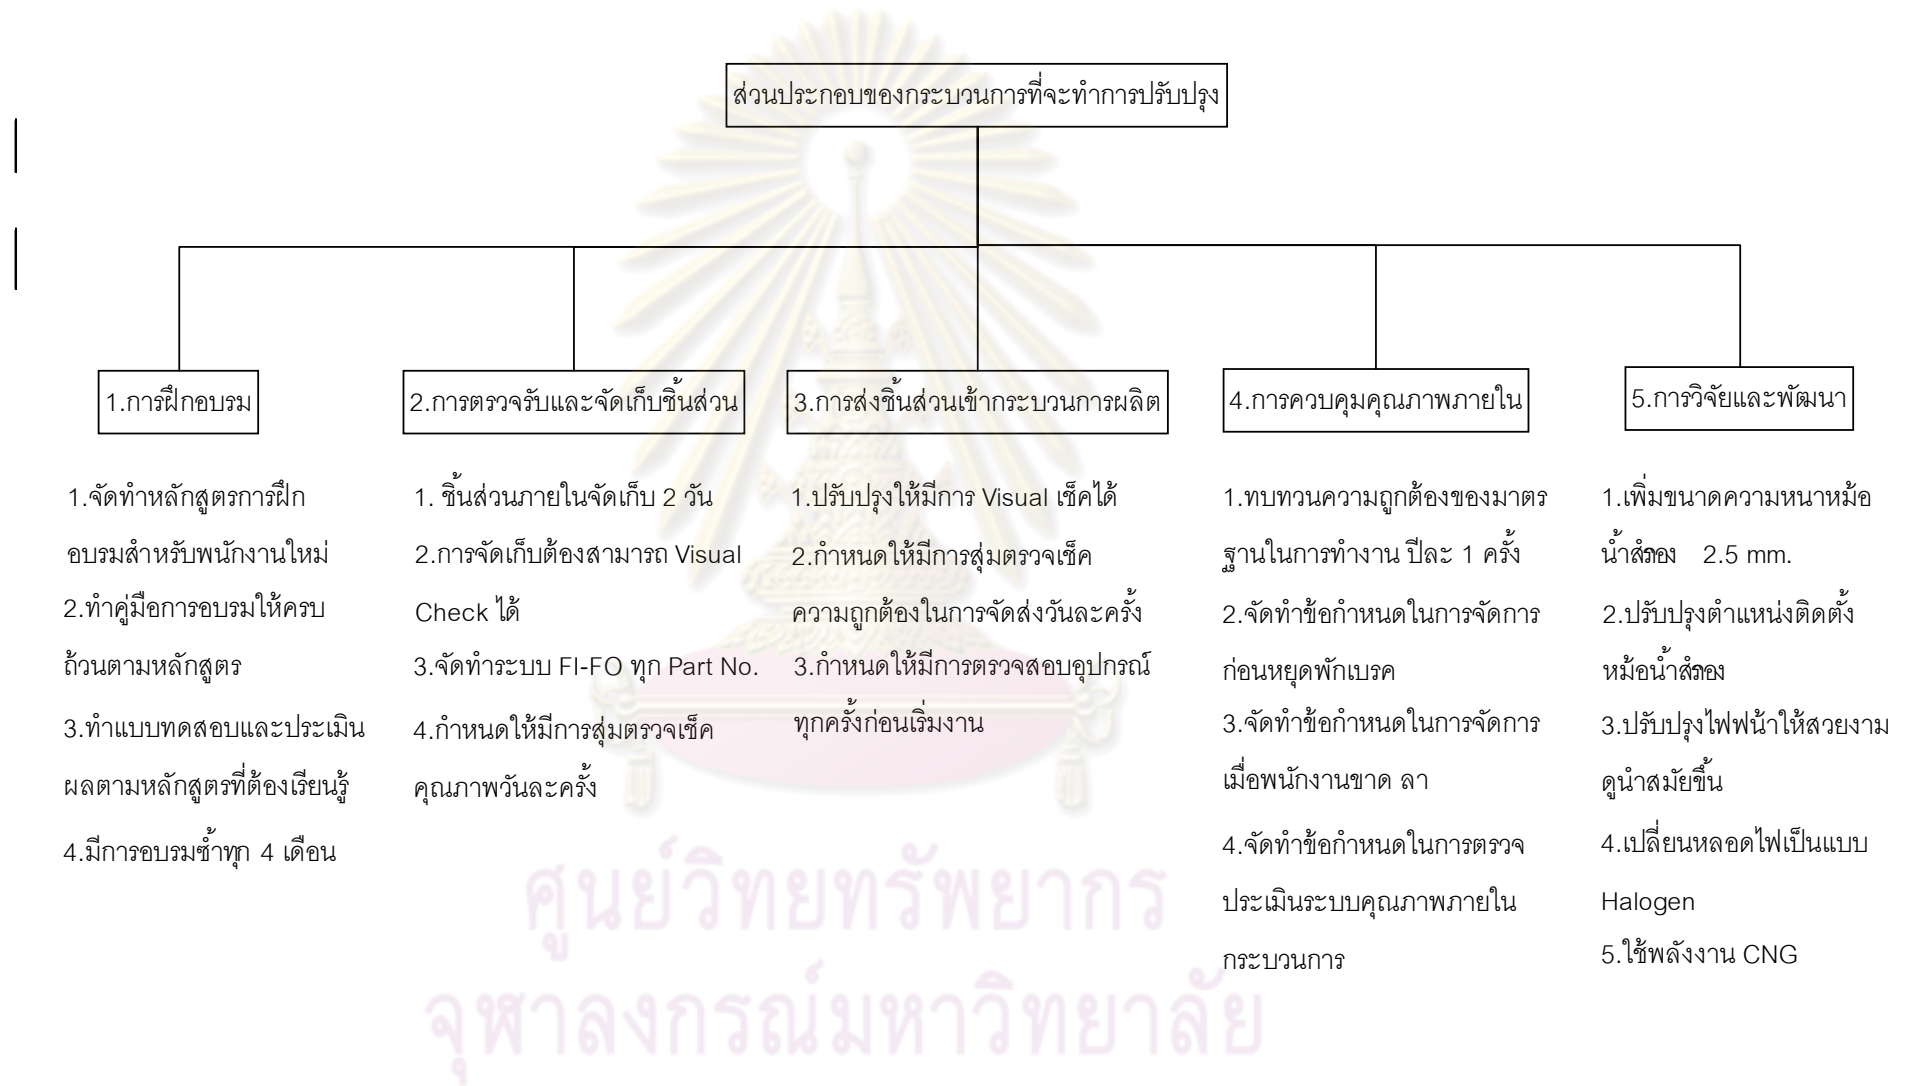 ส่วนประกอบของกระบวนการที่จะทำการปรับปรุง
1.การฝึกอบรม
1.จัดทำหลักสูตรการฝึก
อบรมสำหรับพนักงานใหม่
2.ทำคู่มือการอบรมให้ครบ
ถ้วนตามหลักสูตร
3.ทำแบบทดสอบและประเมิน
ผลตามหลักสูตรที่ต้องเรียนรู้
4.มีการอบรมซ้ำทุก 4 เดือน
2.การตรวจรับและจัดเก็บชิ้นส่วน
1. ชิ้นส่วนภายในจัดเก็บ 2 วัน
2.การจัดเก็บต้องสามารถ Visual
Check ได้
3.จัดทำระบบ FI-FO ทุก Part No.
4.กำหนดให้มีการสุ่มตรวจเช็ค
คุณภาพวันละครั้ง
3.การส่งชิ้นส่วนเข้ากระบวนการผลิต
1.ปรับปรุงให้มีการ Visual เช็คได้
2.กำหนดให้มีการสุ่มตรวจเช็ค
ความถูกต้องในการจัดส่งวันละครั้ง
3.กำหนดให้มีการตรวจสอบอุปกรณ์
ทุกครั้งก่อนเริ่มงาน
4.การควบคุมคุณภาพภายใน
1.ทบทวนความถูกต้องของมาตร
ฐานในการทำงาน ปีละ 1 ครั้ง
2.จัดทำข้อกำหนดในการจัดการ
ก่อนหยุดพักเบรค
3.จัดทำข้อกำหนดในการจัดการ
เมื่อพนักงานขาด ลา
4.จัดทำข้อกำหนดในการตรวจ
ประเมินระบบคุณภาพภายใน
กระบวนการ
5.การวิจัยและพัฒนา
1.เพิ่มขนาดความหนาหม้อ
น้ำสำรอง 2.5 mm.
2.ปรับปรุงตำแหน่งติดตั้ง
หม้อน้ำสำรอง
3.ปรับปรุงไฟฟน้าให้สวยงาม
ดูนำสมัยขึ้น
4.เปลี่ยนหลอดไฟเป็นแบบ
Halogen
5.ใช้พลังงาน CNG
ศูนย์วิทยทรัพยากร
จุฬาลงกรณ์มหาวิทยาลัย